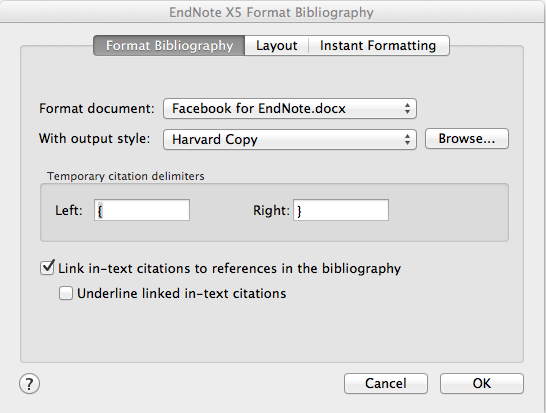 EndNote X5 Format Bibliography
Format Bibliography Layout Instant Formatting
Format document: Facebook for EndNote.docx
With output style: Harvard Copy Browse...
Temporary citation delimiters
Left: { Right: }
Link in-text citations to references in the bibliography
Underline linked in-text citations
? Cancel OK